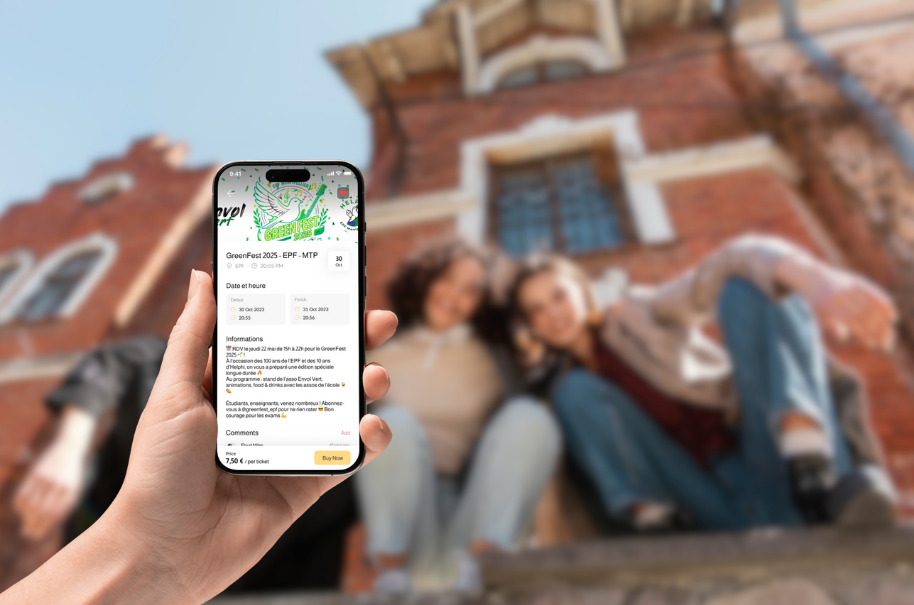 9:41
GREENFEST
2025
GreenFest 2025 - EPF - MTP
EPF 20:55 PM
30
Oct
Date et heure
Début
30 Oct 2023
20:55
Finish
31 Oct 2023
20:56
Informations
RDV le jeudi 22 mai de 15h à 22h pour le GreenFest
2025 🌱 !
À l'occasion des 100 ans de l'EPF et des 10 ans
d'Helphi, on vous a préparé une édition spéciale
longue durée 🔥
Au programme : stand de l'asso Envol Vert,
animations, food & drinks avec les assos de l'école
Étudiants, enseignants, venez nombreux ! Abonnez-
vous à @greenfest_epf pour ne rien rater 😎 Bon
courage pour les exams 💪
Comments
Add
Price
7,50 € / per ticket
Buy Now